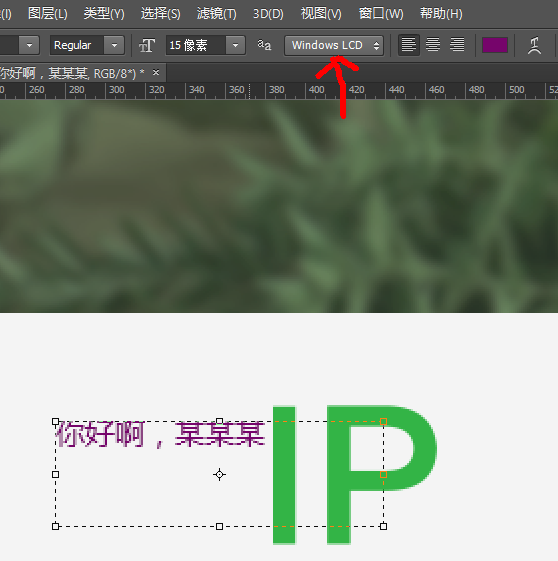 (I) 图层(L) 类型(Y) 选择(S) 滤镜(T) 3D(D) 视图(V) 窗口(W) 帮助(H)
Regular T 15 像素 aa Windows LCD
你好啊，某某某, RGB/8*) * ×
260 280 300 320 340 360 380 400 420 440 460 480 500
你好啊，某某某 IP